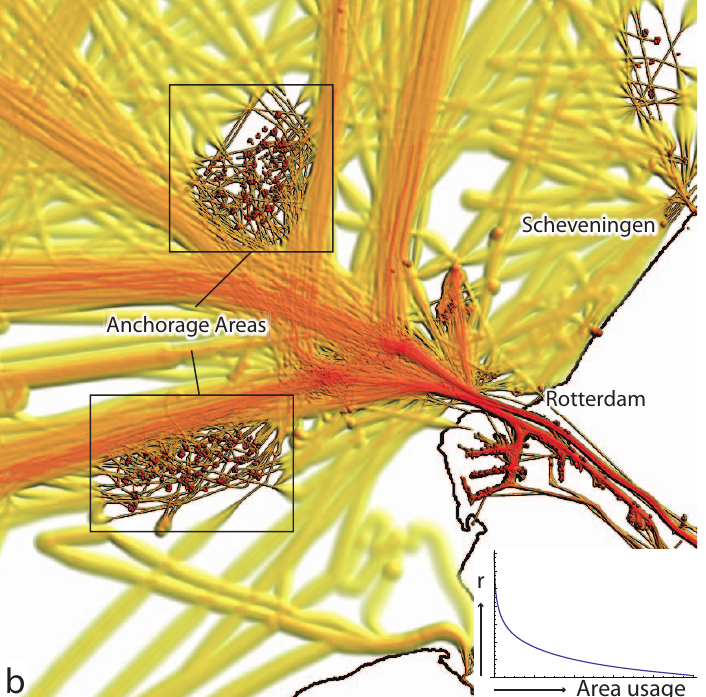 Scheveningen
Anchorage Areas
Rotterdam
r
Area usage
b